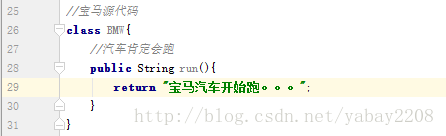 25 //宝马源代码
26 class BMW{
27 //汽车肯定会跑
28 public String run(){
29 return "宝马汽车开始跑。。。";
30 }
31 }
http://blog.csdn.net/yabay2208